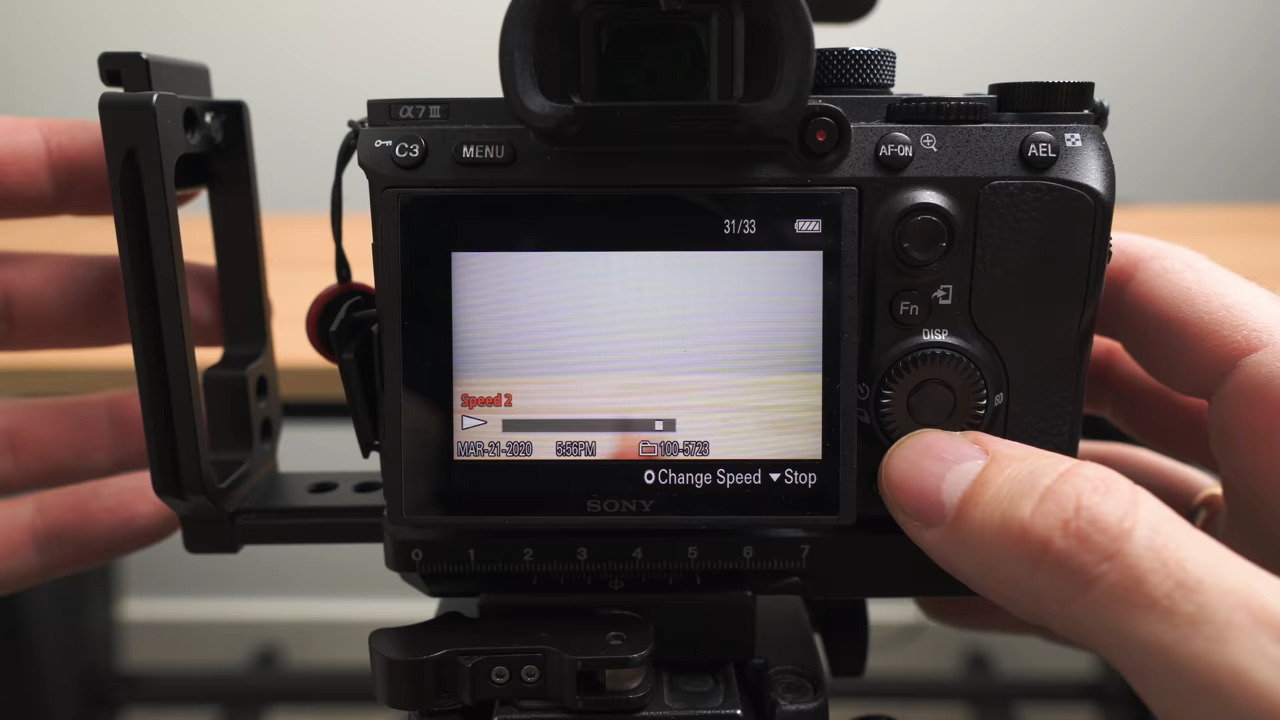 α7III
C3
MENU
AF-ON
AEL
31/33
Fn
DISP
Speed 2
MAR-21-2020 5:56PM 100-5723
Change Speed ▼Stop
SONY
0 1 2 3 4 5 6 7